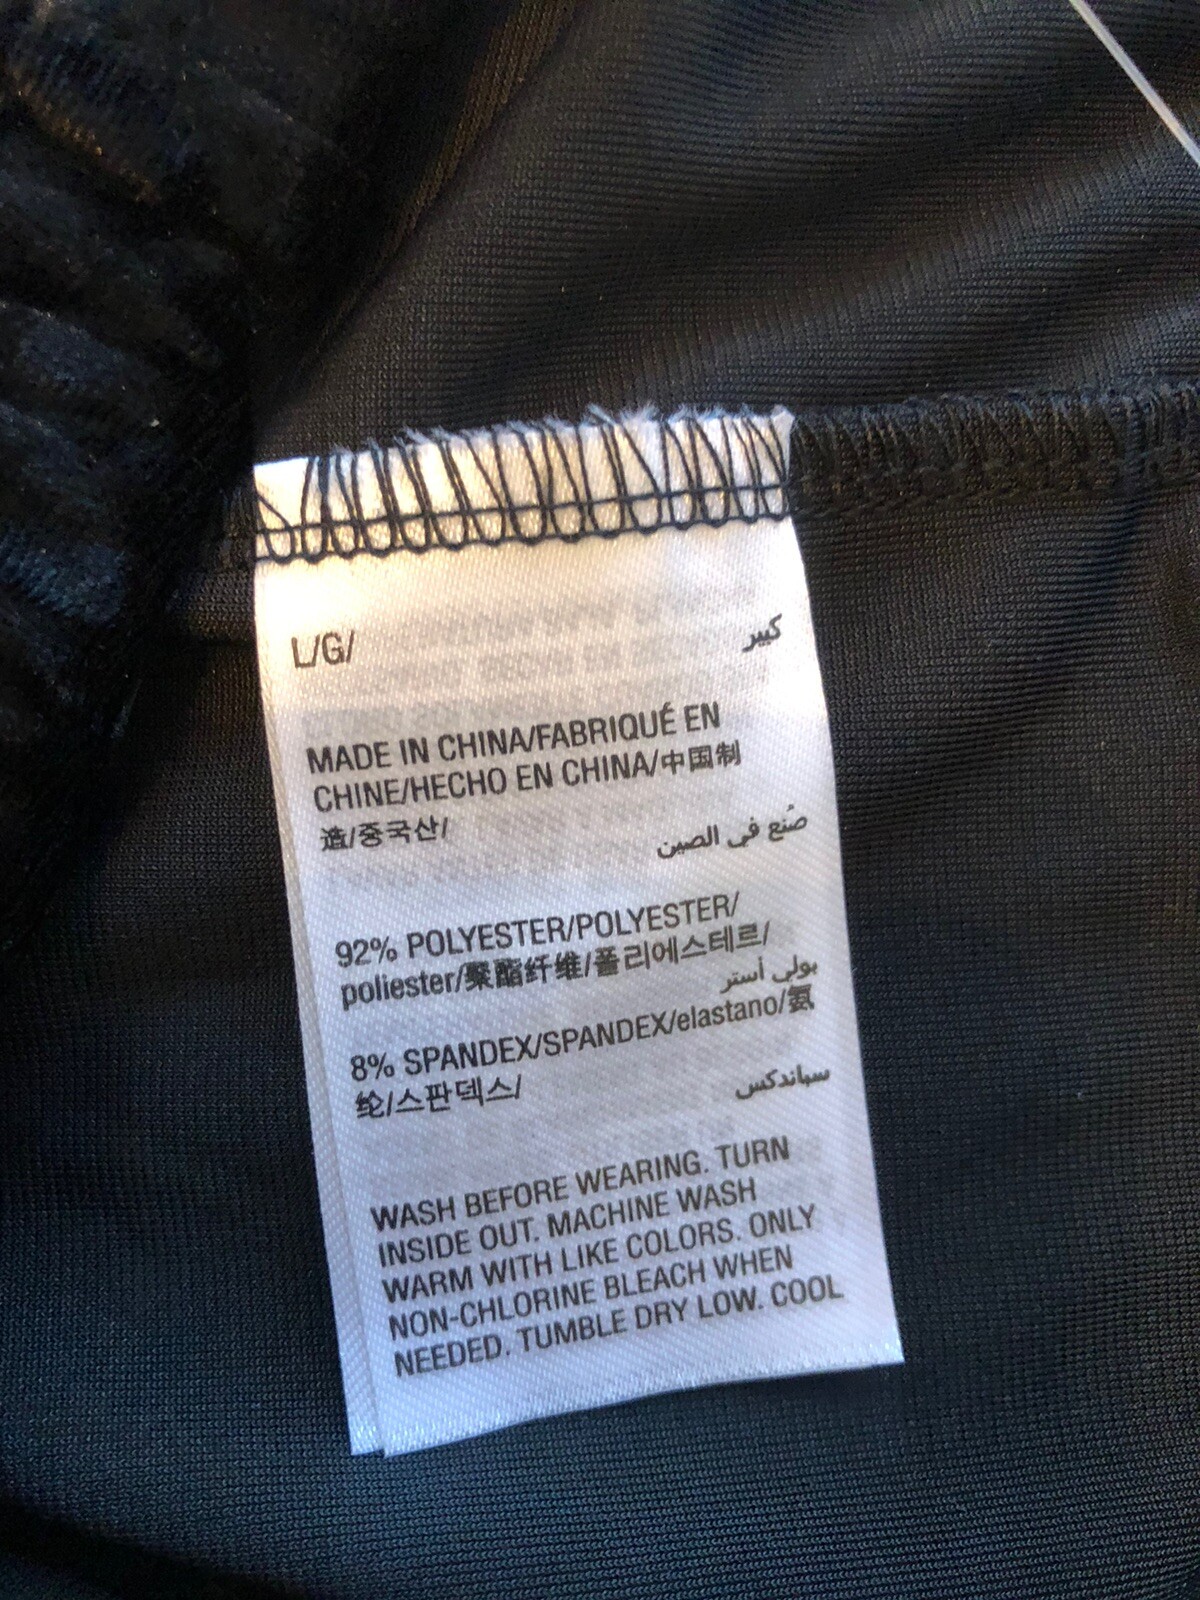 L/G/ كبير
MADE IN CHINA/FABRIQUÉ EN
CHINE/HECHO EN CHINA/中国制
造/중국산/ صُنع في الصين
92% POLYESTER/POLYESTER/
poliester/聚酯纤维/폴리에스테르/
بولي أستر
8% SPANDEX/SPANDEX/elastano/氨
纶/스판덱스/ سباندكس
WASH BEFORE WEARING. TURN
INSIDE OUT. MACHINE WASH
WARM WITH LIKE COLORS. ONLY
NON-CHLORINE BLEACH WHEN
NEEDED. TUMBLE DRY LOW. COOL